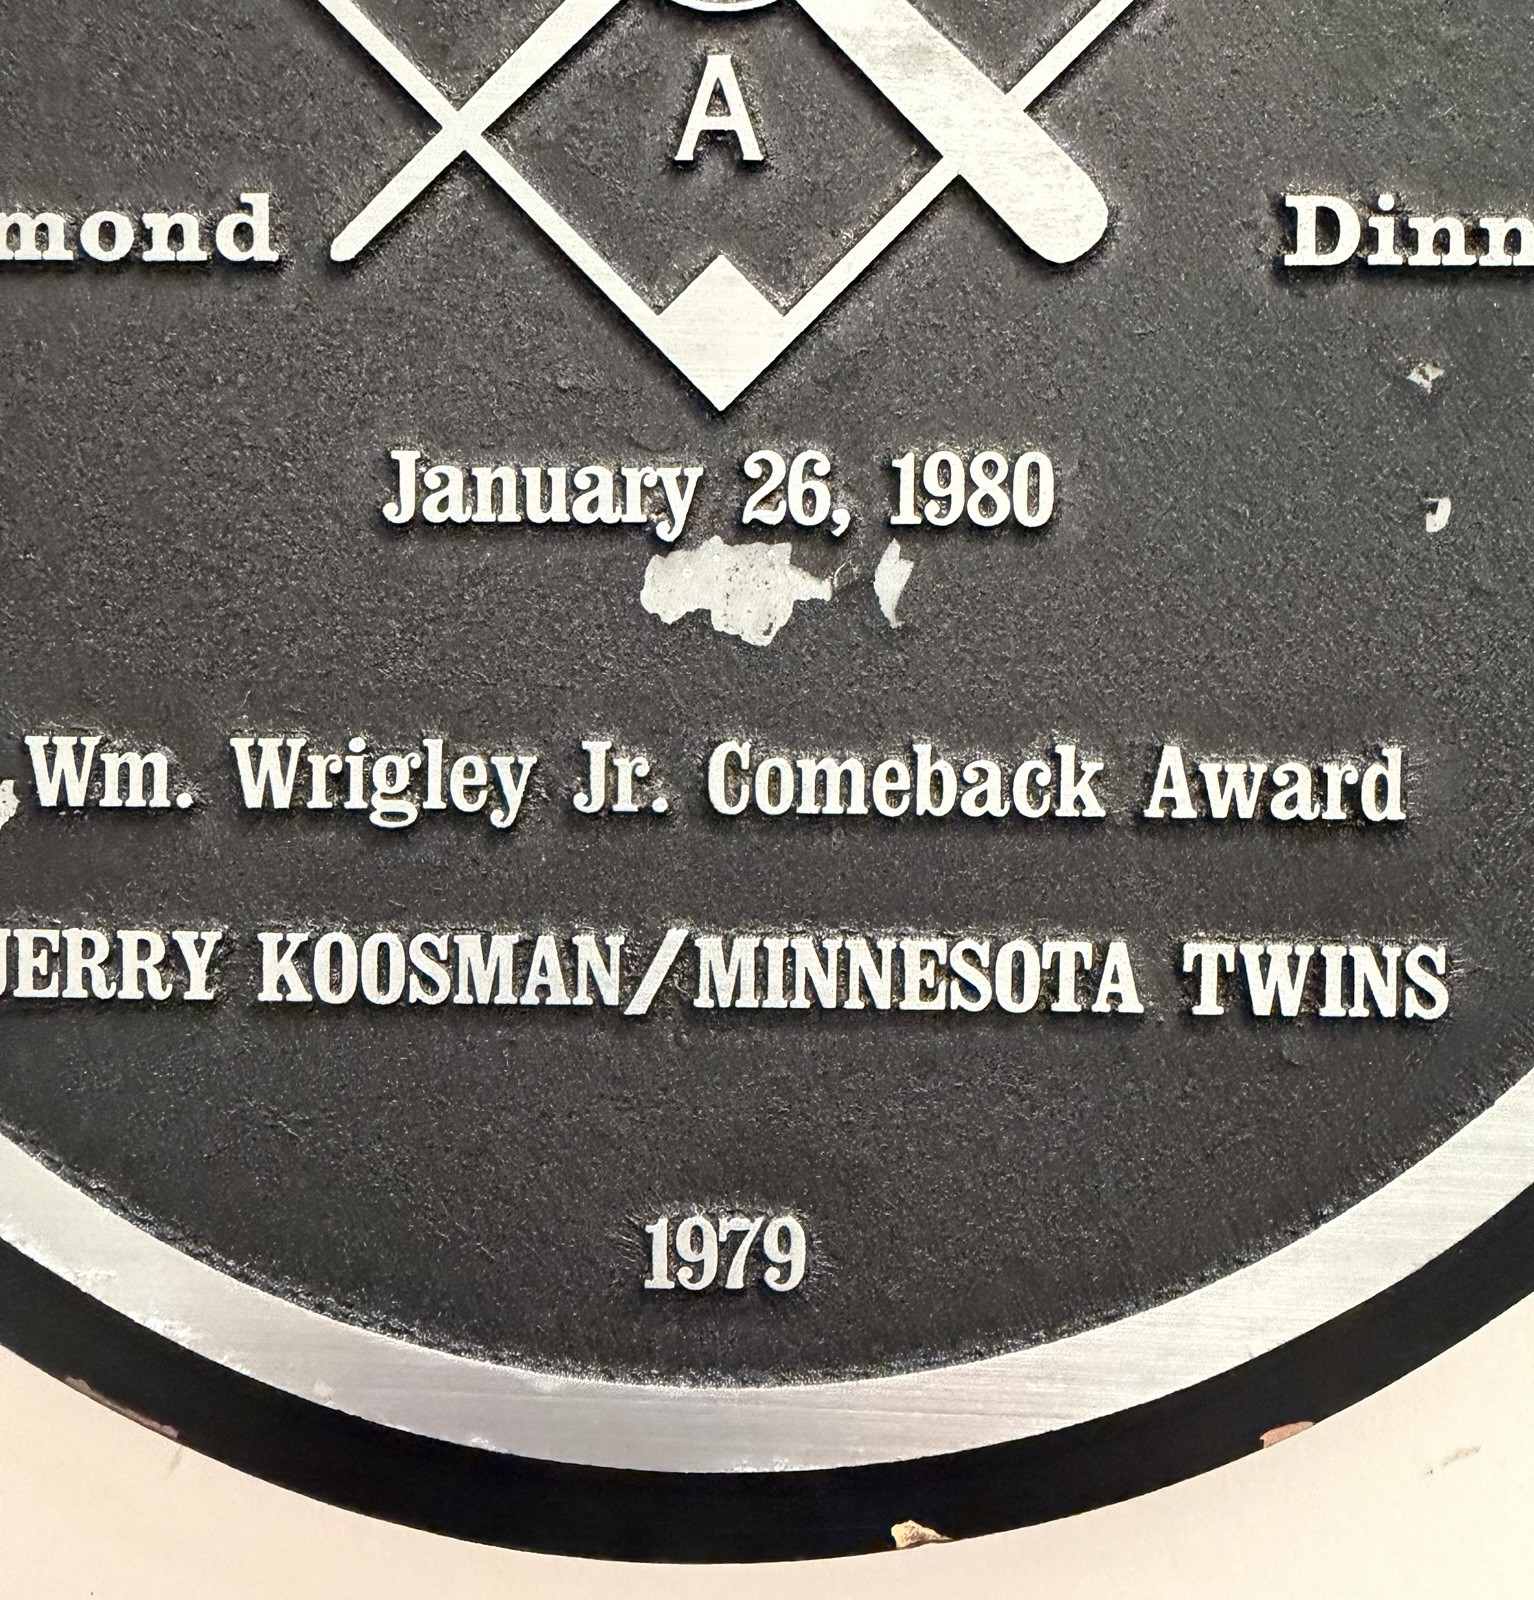 A
mond Dinn
January 26, 1980
Wm. Wrigley Jr. Comeback Award
JERRY KOOSMAN/MINNESOTA TWINS
1979